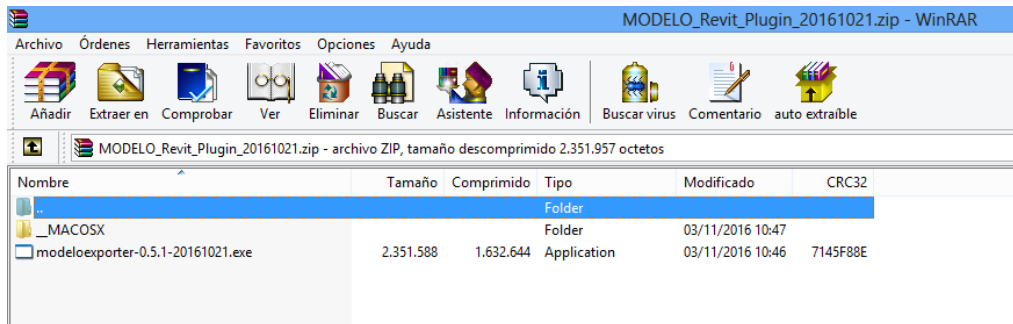 MODELO_Revit_Plugin_20161021.zip - WinRAR
Archivo Órdenes Herramientas Favoritos Opciones Ayuda
Añadir Extraer en Comprobar Ver Eliminar Buscar Asistente Información Buscar virus Comentario auto extraíble
MODELO_Revit_Plugin_20161021.zip - archivo ZIP, tamaño descomprimido 2.351.957 octetos
Nombre Tamaño Comprimido Tipo Modificado CRC32
.. Folder
__MACOSX Folder 03/11/2016 10:47
modeloexporter-0.5.1-20161021.exe 2.351.588 1.632.644 Application 03/11/2016 10:46 7145F88E